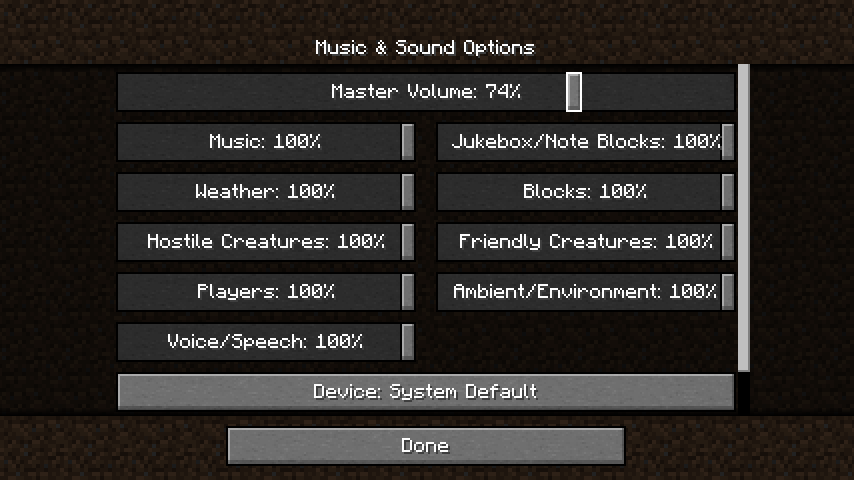 Music & Sound Options
Master Volume: 74%
Music: 100%
Jukebox/Note Blocks: 100%
Weather: 100%
Blocks: 100%
Hostile Creatures: 100%
Friendly Creatures: 100%
Players: 100%
Ambient/Environment: 100%
Voice/Speech: 100%
Device: System Default
Done